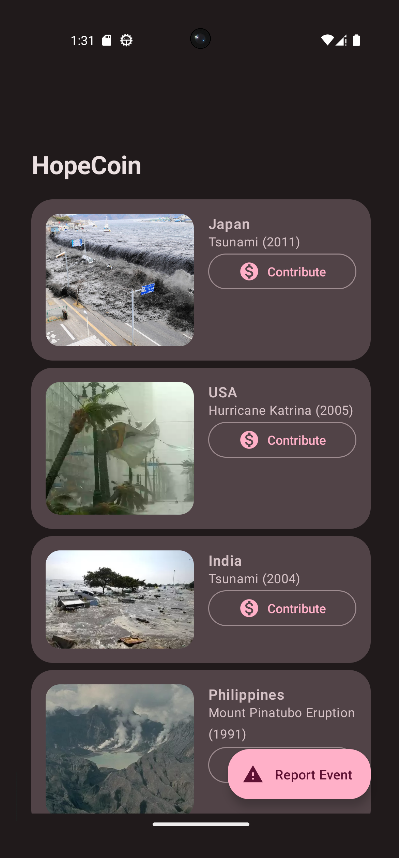 1:31
HopeCoin
Japan
Tsunami (2011)
Contribute
USA
Hurricane Katrina (2005)
Contribute
India
Tsunami (2004)
Contribute
Philippines
Mount Pinatubo Eruption
(1991)
Report Event